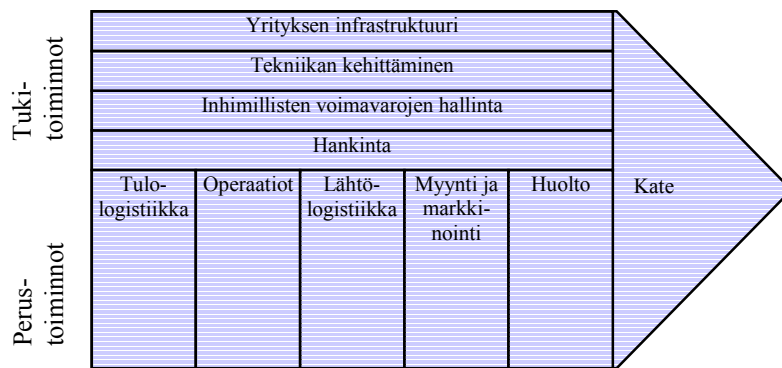 Yrityksen infrastruktuuri
Tekniikan kehittäminen
Inhimillisten voimavarojen hallinta
Hankinta
Tuki-
toiminnot
Tulo-
logistiikka
Operaatiot
Lähtö-
logistiikka
Myynti ja
markki-
nointi
Huolto
Kate
Perus-
toiminnot